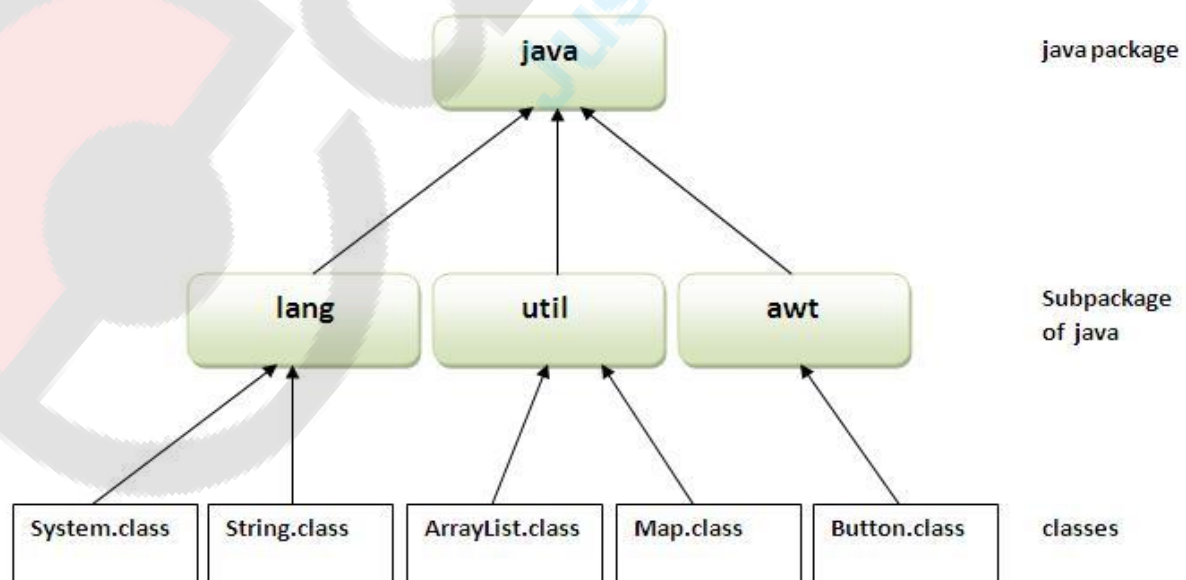 java
java package
lang
util
awt
Subpackage
of java
System.class
String.class
ArrayList.class
Map.class
Button.class
classes